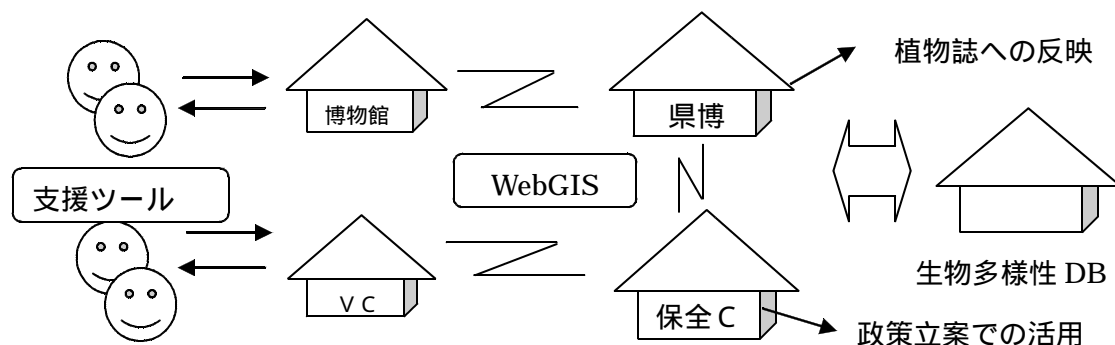 植物誌への反映
博物館
県博
WebGIS
支援ツール
生物多様性 DB
ＶＣ
保全Ｃ
政策立案での活用